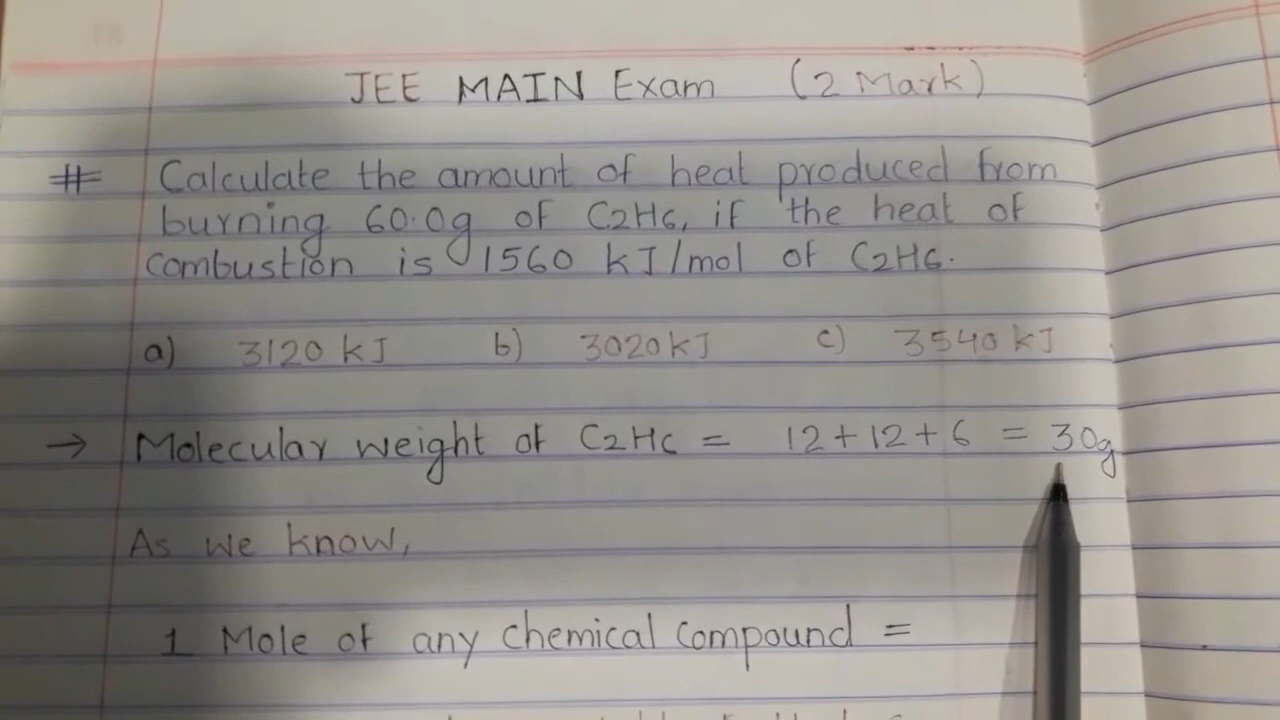 JEE MAIN Exam (2 Mark)
# Calculate the amount of heat produced from
burning 60.0g of C2H6, if the heat of
combustion is 1560 kJ/mol of C2H6.
a) 3120 kJ b) 3020 kJ c) 3540 kJ
→ Molecular weight of C2H6 = 12+12+6 = 30g
As we know,
1 Mole of any chemical compound =